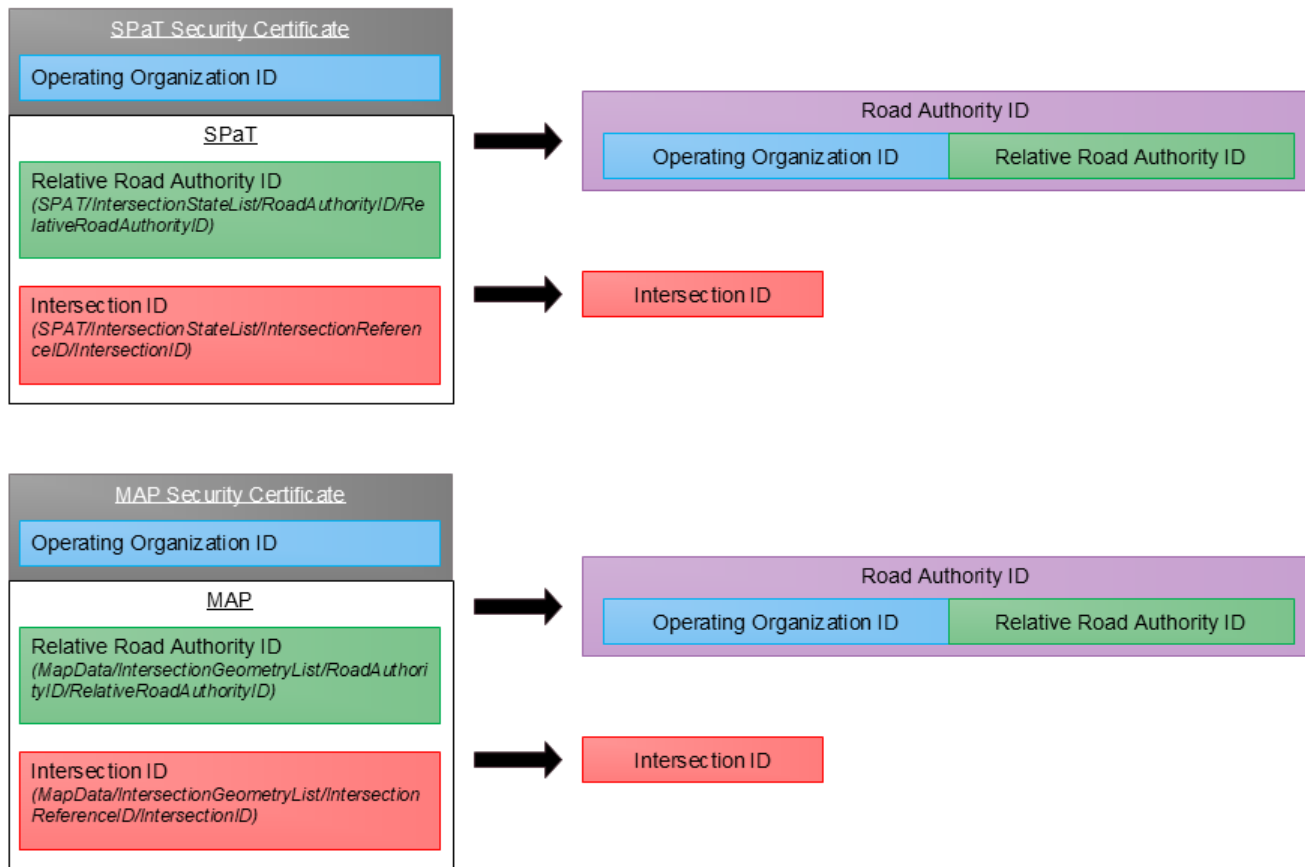 SPaT Security Certificate
Operating Organization ID
SPaT
Relative Road Authority ID
(SPAT/IntersectionStateList/RoadAuthorityID/Re
lativeRoadAuthorityID)
Intersection ID
(SPAT/IntersectionStateList/IntersectionReferen
ceID/IntersectionID)
Road Authority ID
Operating Organization ID
Relative Road Authority ID
Intersection ID
MAP Security Certificate
Operating Organization ID
MAP
Relative Road Authority ID
(MapData/IntersectionGeometryList/RoadAuthori
tyID/RelativeRoadAuthorityID)
Intersection ID
(MapData/IntersectionGeometryList/Intersection
ReferenceID/IntersectionID)
Road Authority ID
Operating Organization ID
Relative Road Authority ID
Intersection ID